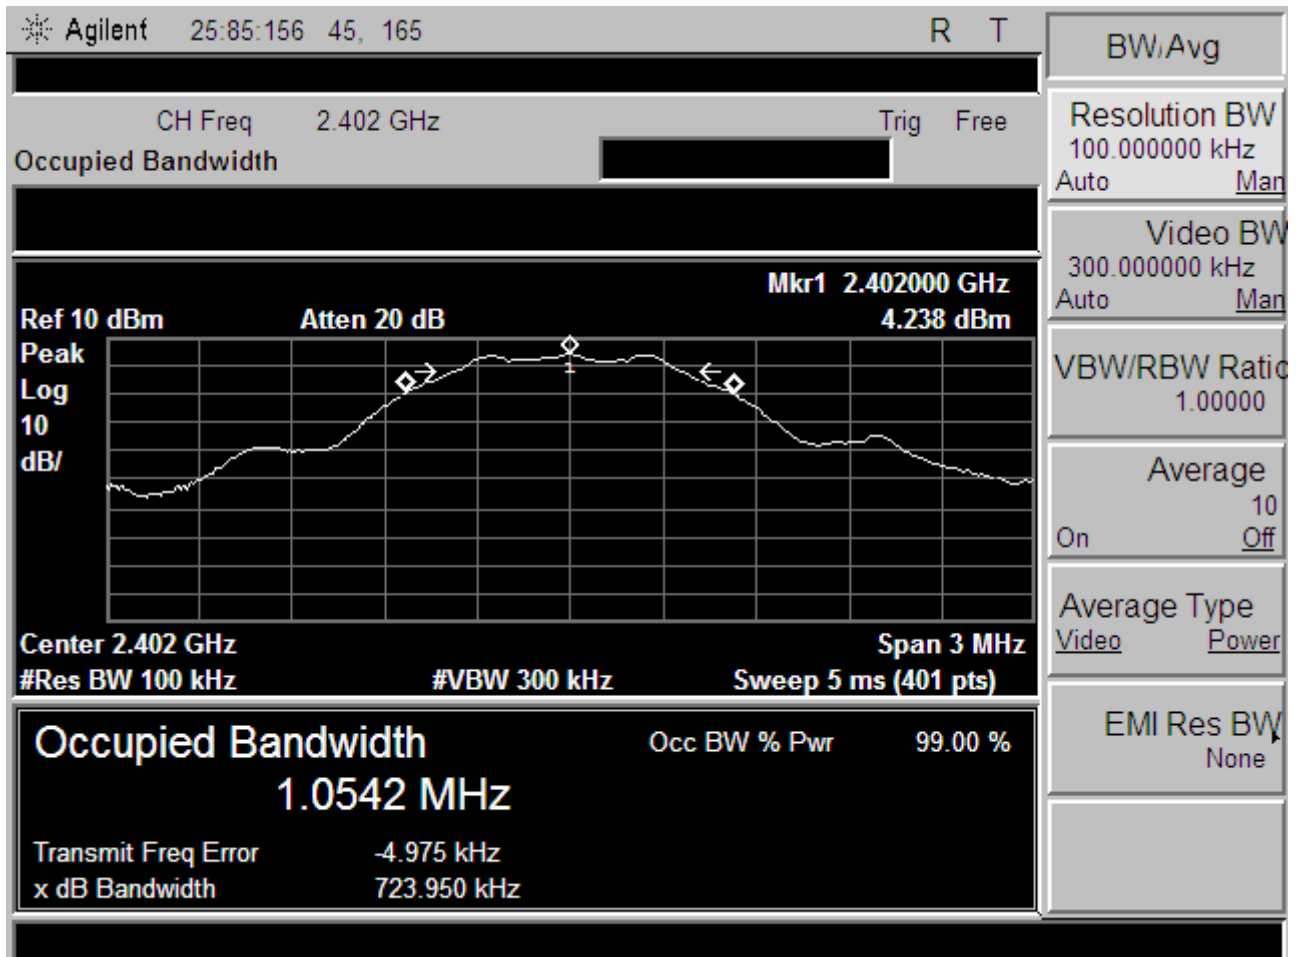 Agilent 25:85:156 45, 165 R T
BW/Avg
CH Freq 2.402 GHz Trig Free
Occupied Bandwidth
Resolution BW
100.000000 kHz
Auto Man
Video BW
300.000000 kHz
Auto Man
VBW/RBW Ratio
1.00000
Average
10
On Off
Average Type
Video Power
EMI Res BW
None
Mkr1 2.402000 GHz
Ref 10 dBm Atten 20 dB 4.238 dBm
Peak
Log
10
dB/
1
Center 2.402 GHz Span 3 MHz
#Res BW 100 kHz #VBW 300 kHz Sweep 5 ms (401 pts)
Occupied Bandwidth Occ BW % Pwr 99.00 %
1.0542 MHz
Transmit Freq Error -4.975 kHz
x dB Bandwidth 723.950 kHz